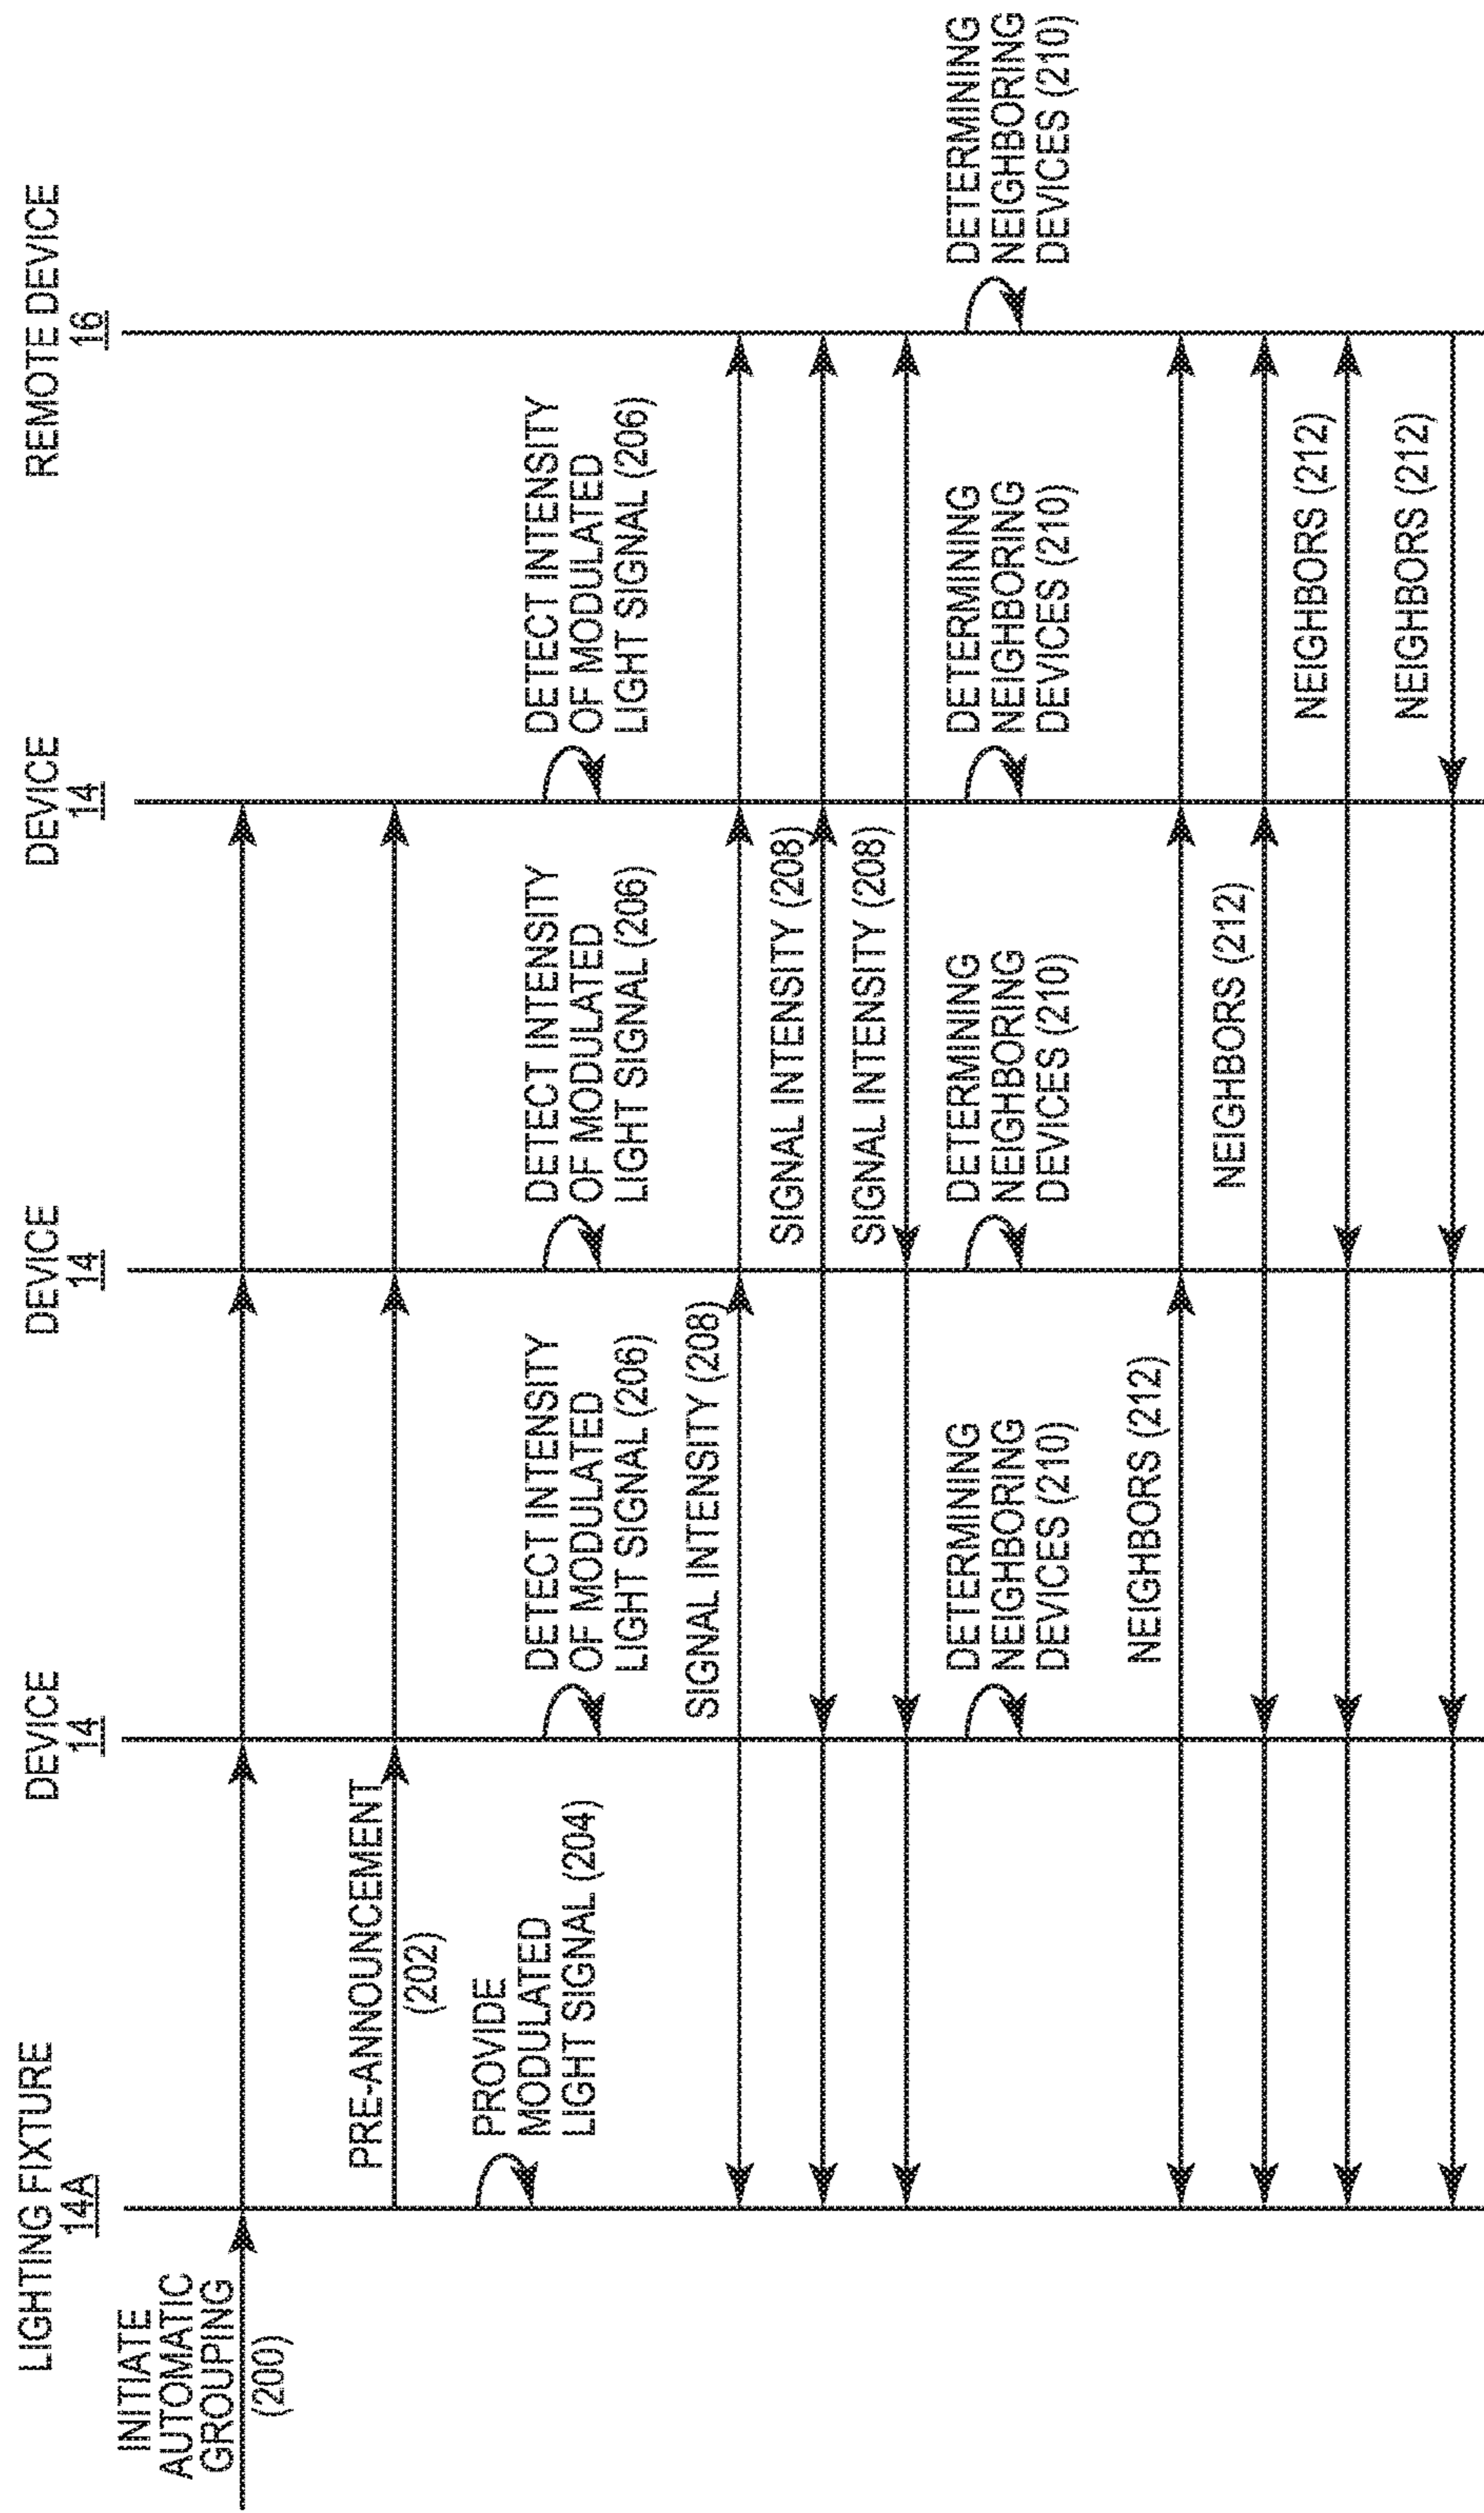 LIGHTING FIXTURE
14A
DEVICE
14
DEVICE
14
DEVICE
14
REMOTE DEVICE
16
INITIATE
AUTOMATIC
GROUPING
(200)
PRE-ANNOUNCEMENT
(202)
PROVIDE
MODULATED
LIGHT SIGNAL (204)
DETECT INTENSITY
OF MODULATED
LIGHT SIGNAL (206)
DETECT INTENSITY
OF MODULATED
LIGHT SIGNAL (206)
DETECT INTENSITY
OF MODULATED
LIGHT SIGNAL (206)
SIGNAL INTENSITY (208)
SIGNAL INTENSITY (208)
SIGNAL INTENSITY (208)
DETERMINING
NEIGHBORING
DEVICES (210)
DETERMINING
NEIGHBORING
DEVICES (210)
DETERMINING
NEIGHBORING
DEVICES (210)
DETERMINING
NEIGHBORING
DEVICES (210)
NEIGHBORS (212)
NEIGHBORS (212)
NEIGHBORS (212)
NEIGHBORS (212)